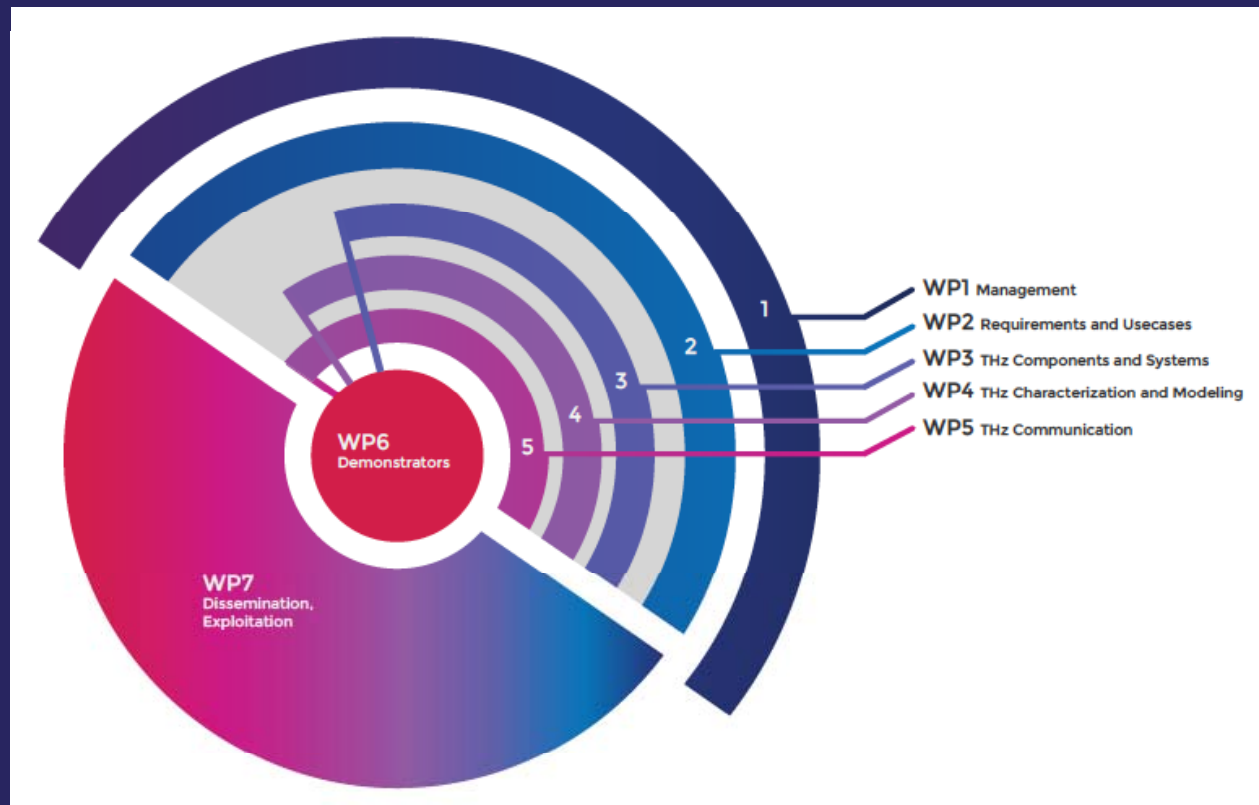 1
2
3
4
5
WP1 Management
WP2 Requirements and Usecases
WP3 THz Components and Systems
WP4 THz Characterization and Modeling
WP5 THz Communication
WP6
Demonstrators
WP7
Dissemination,
Exploitation